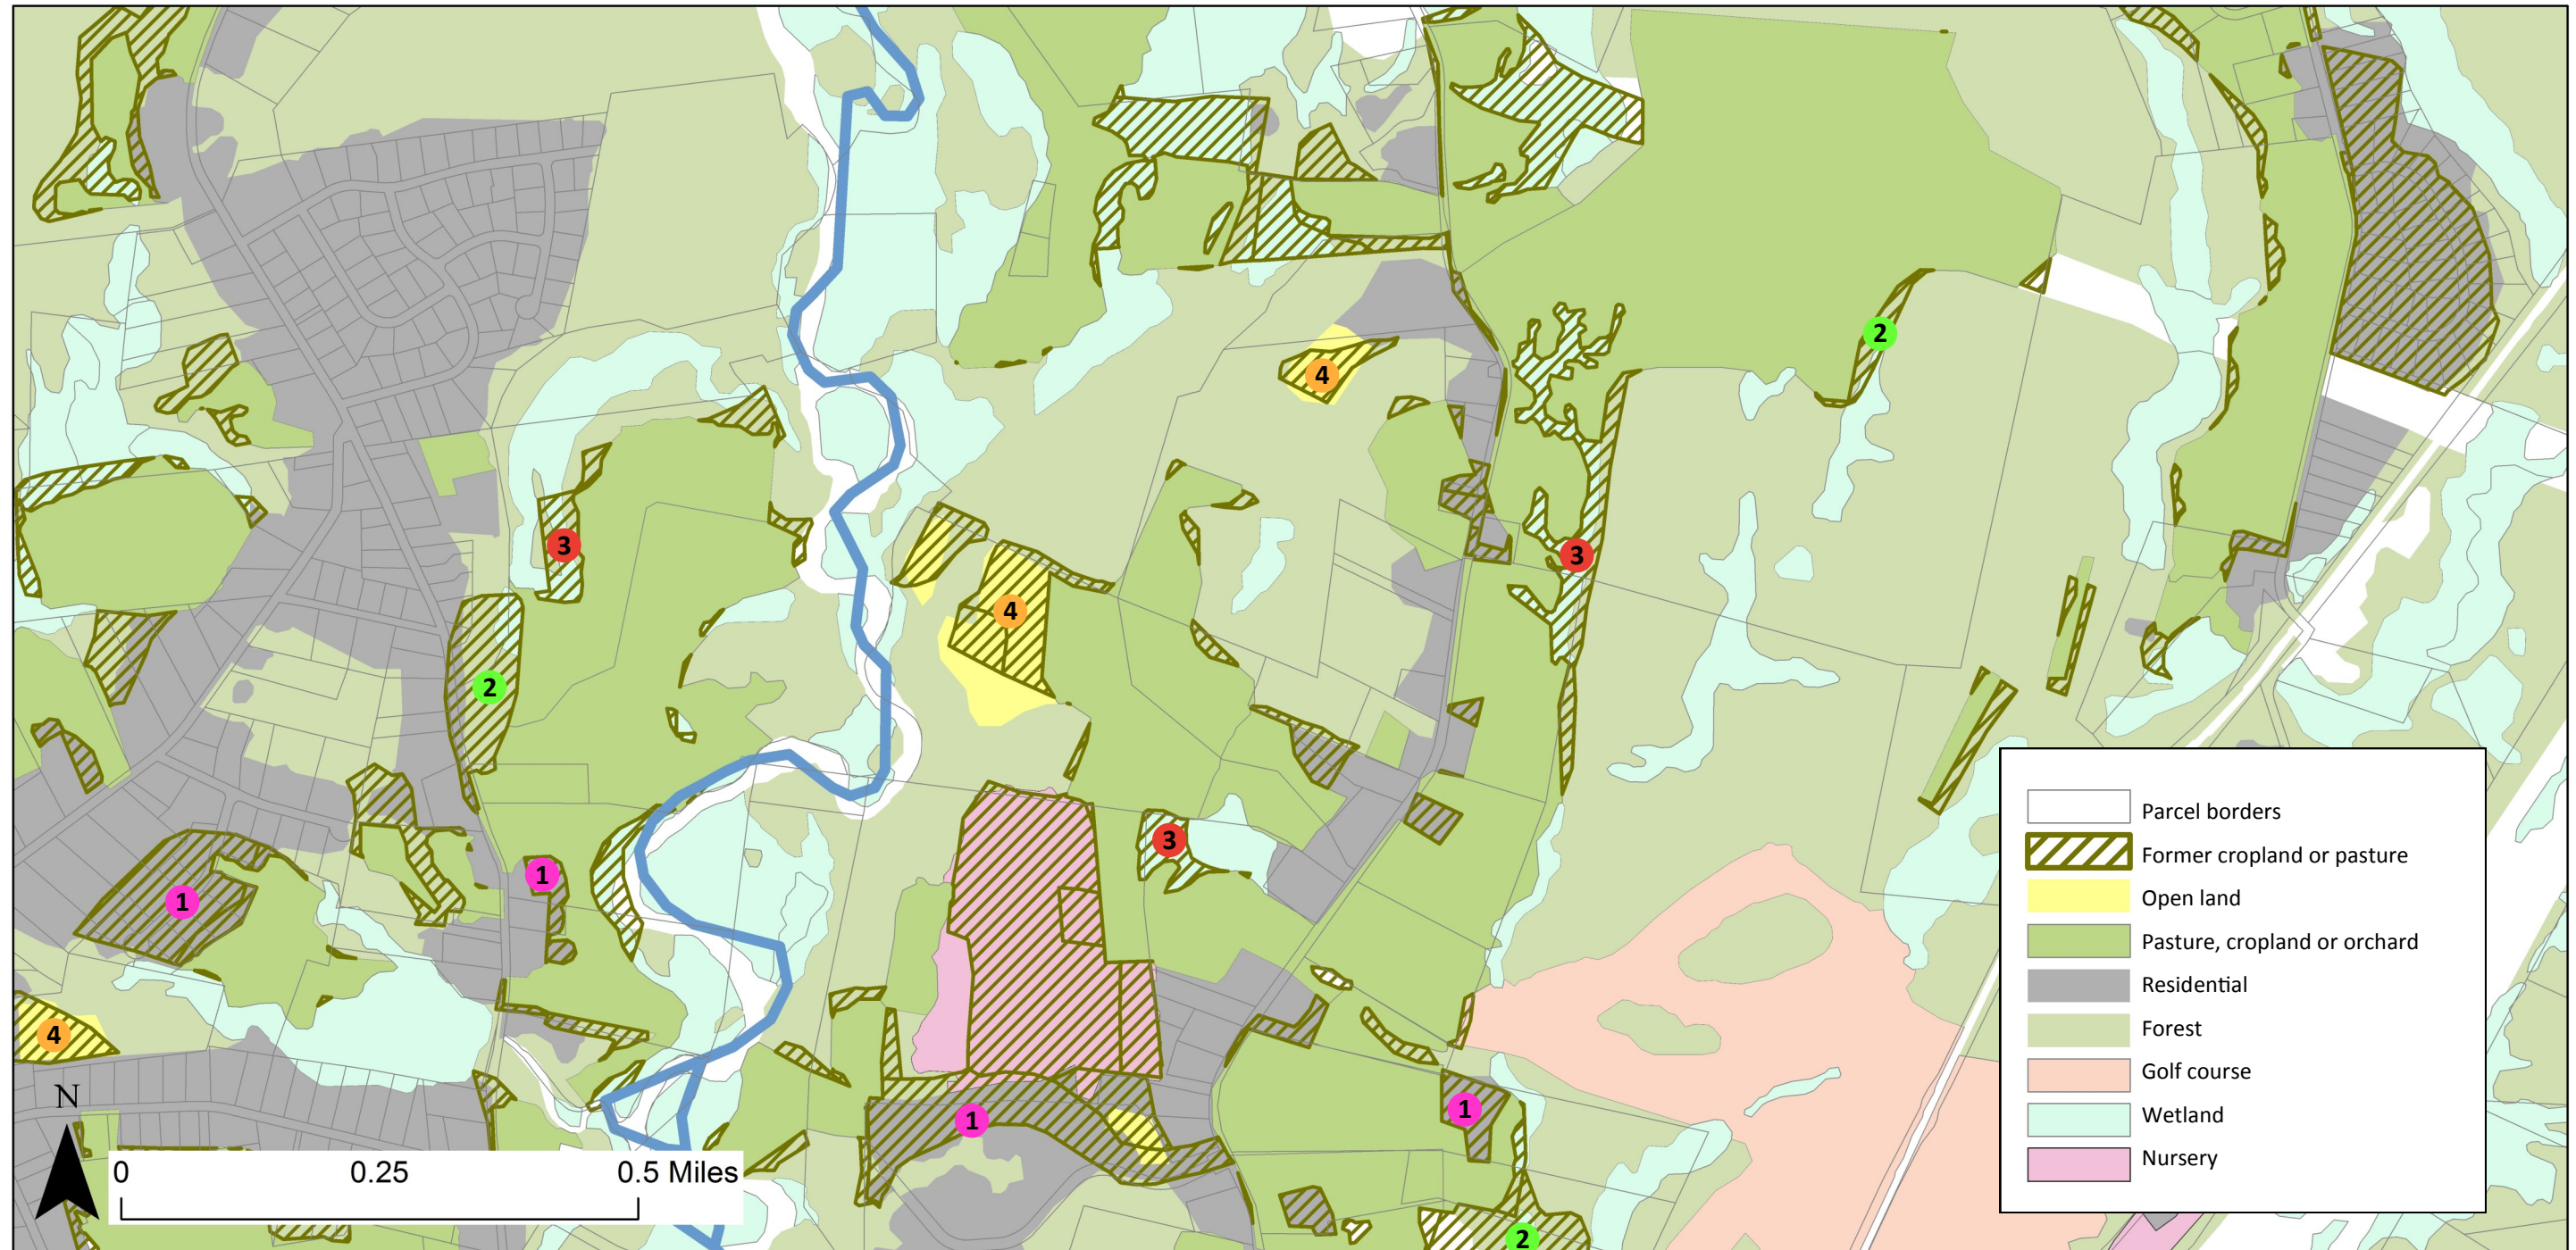 2
4
3
3
4
2
3
1
1
4
1
1
2
N
0 0.25 0.5 Miles
Parcel borders
Former cropland or pasture
Open land
Pasture, cropland or orchard
Residential
Forest
Golf course
Wetland
Nursery